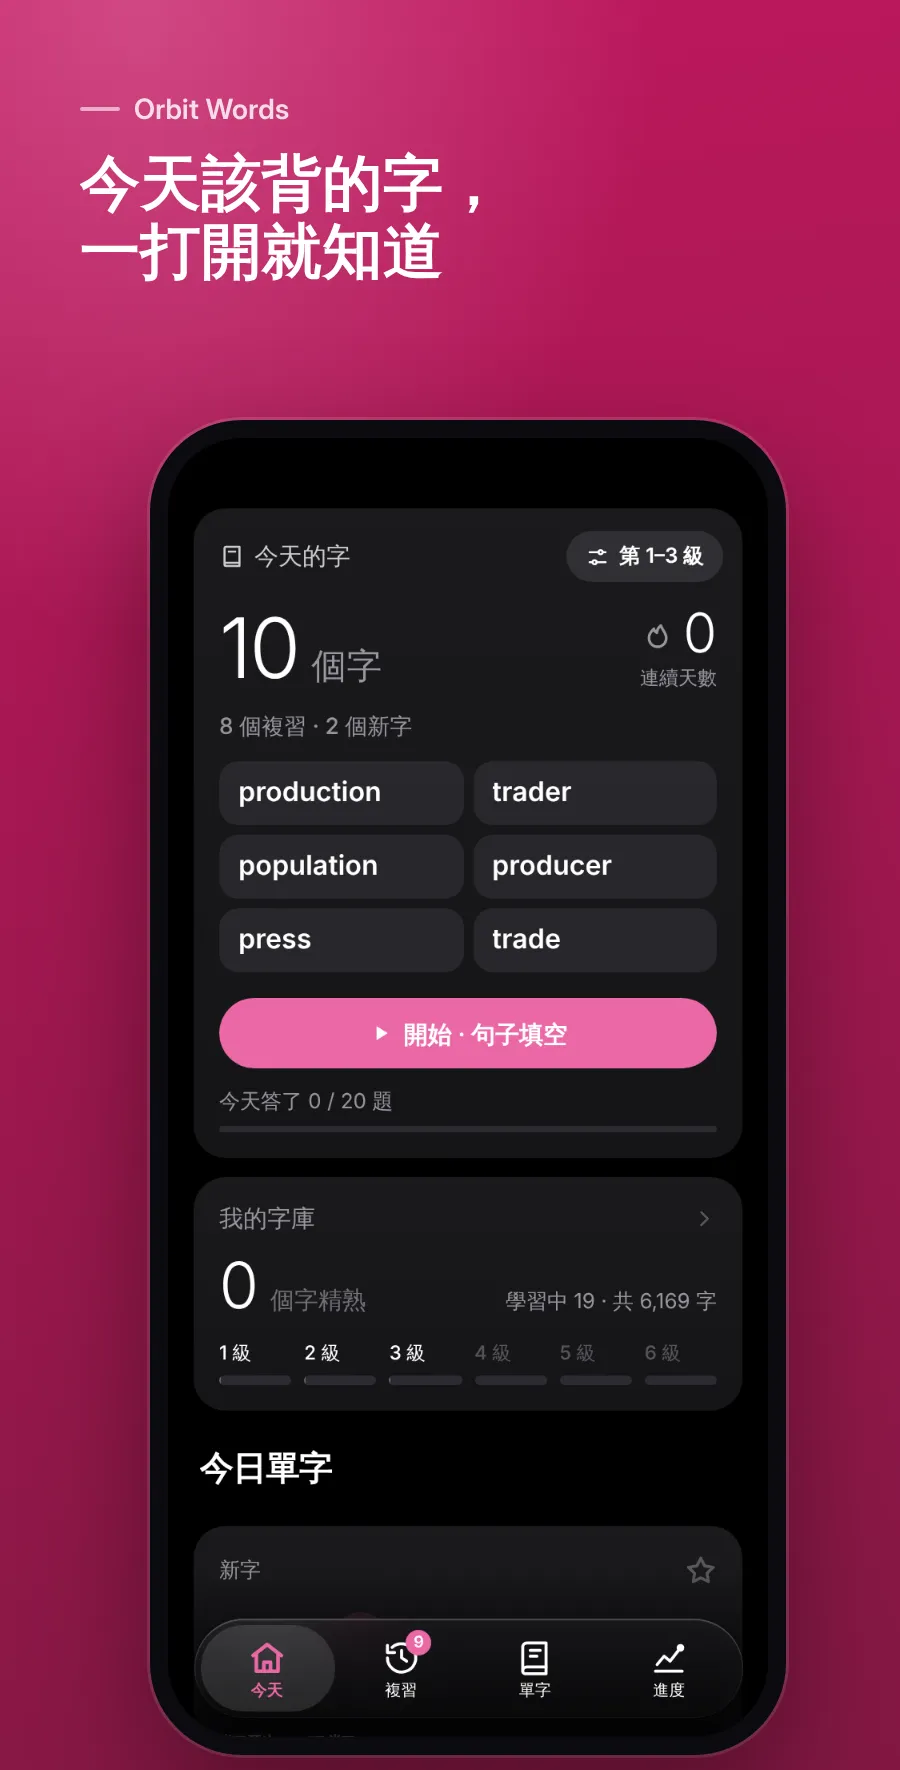 Orbit Words
今天該背的字，
一打開就知道
今天的字
第 1–3 級
10 個字
0
連續天數
8 個複習 · 2 個新字
production
trader
population
producer
press
trade
開始 · 句子填空
今天答了 0 / 20 題
我的字庫
0 個字精熟
學習中 19 · 共 6,169 字
1 級 2 級 3 級 4 級 5 級 6 級
今日單字
新字
9
今天 複習 單字 進度